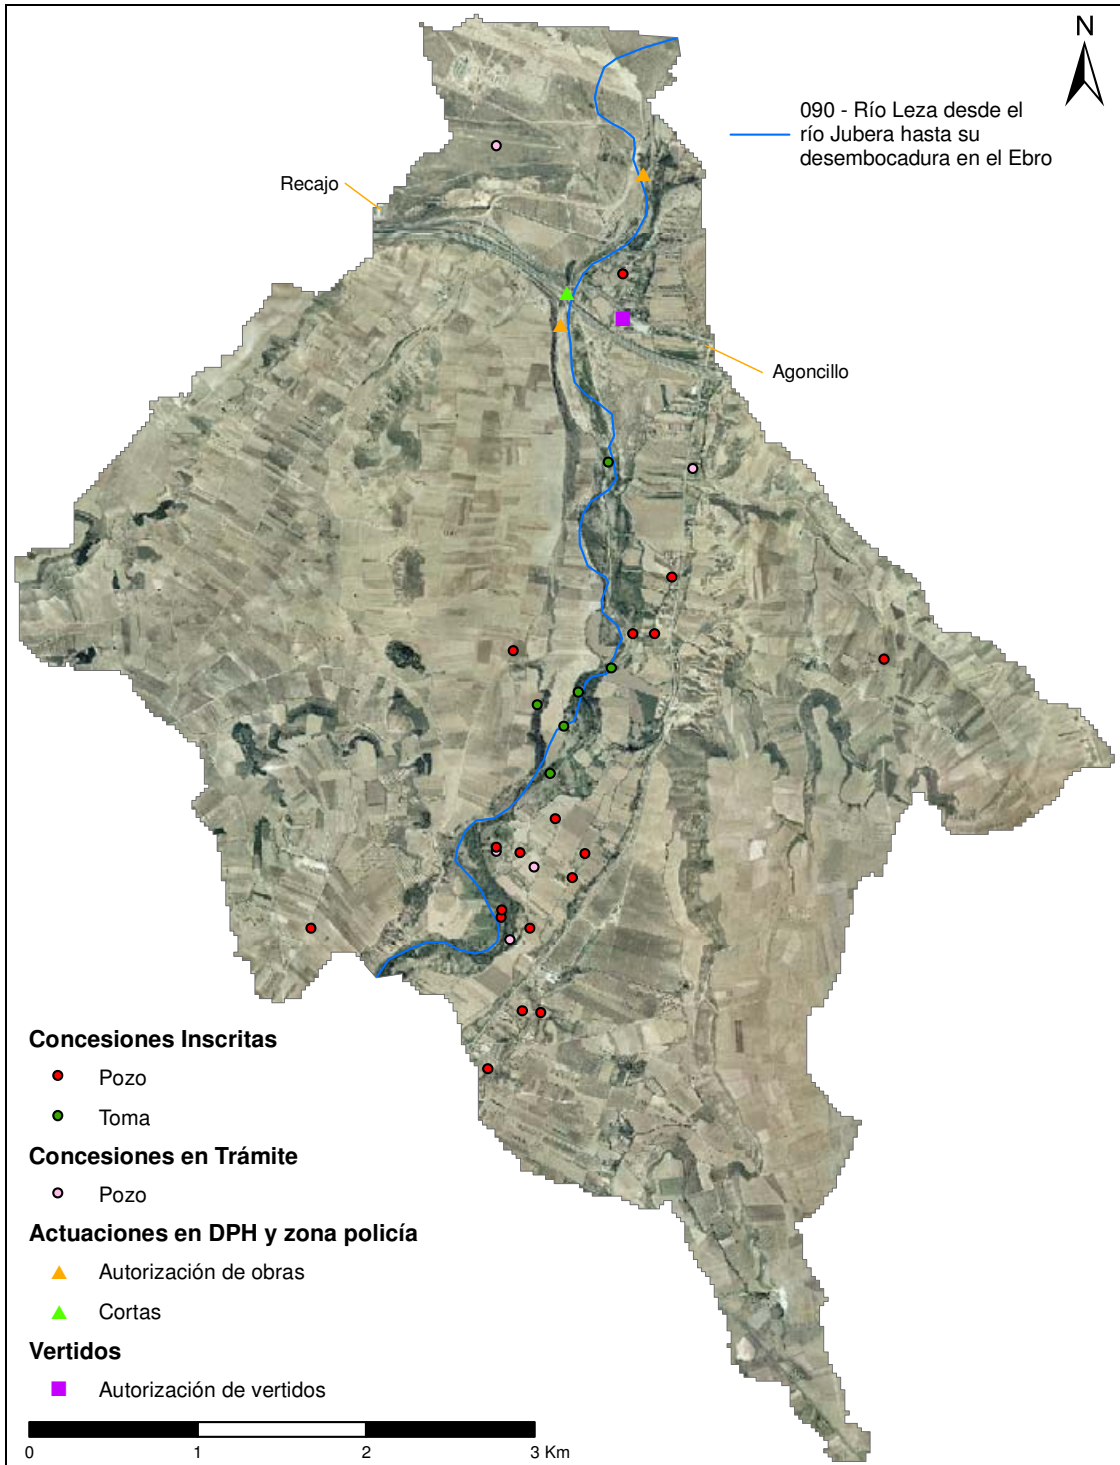 N
090 - Río Leza desde el
río Jubera hasta su
desembocadura en el Ebro
Recajo
Agoncillo
Concesiones Inscritas
Pozo
Toma
Concesiones en Trámite
Pozo
Actuaciones en DPH y zona policía
Autorización de obras
Cortas
Vertidos
Autorización de vertidos
0 1 2 3 Km